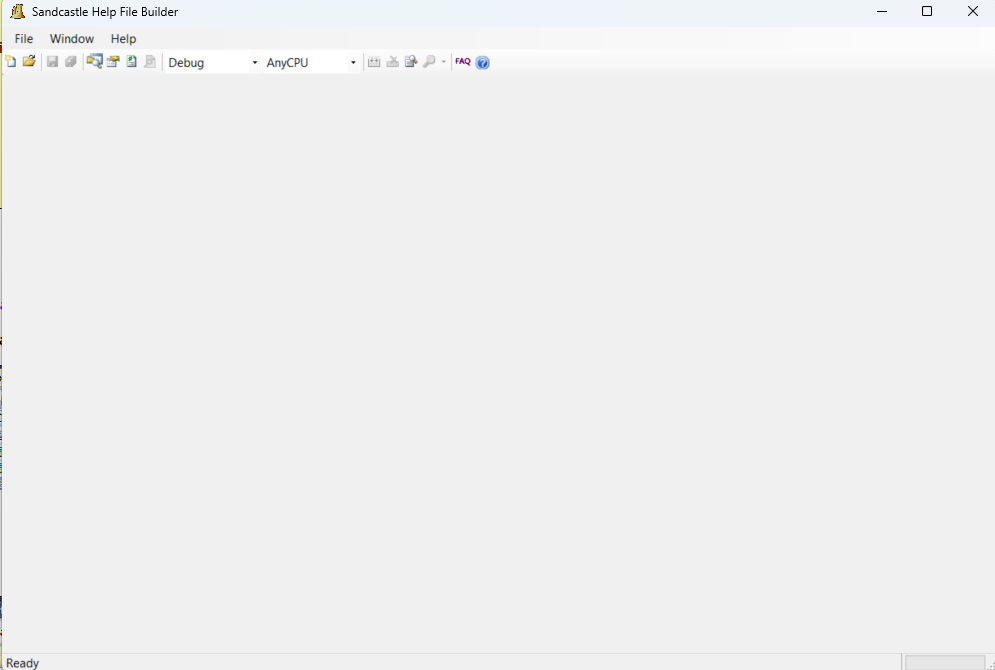 Sandcastle Help File Builder
File Window Help
Debug AnyCPU FAQ ?
Ready